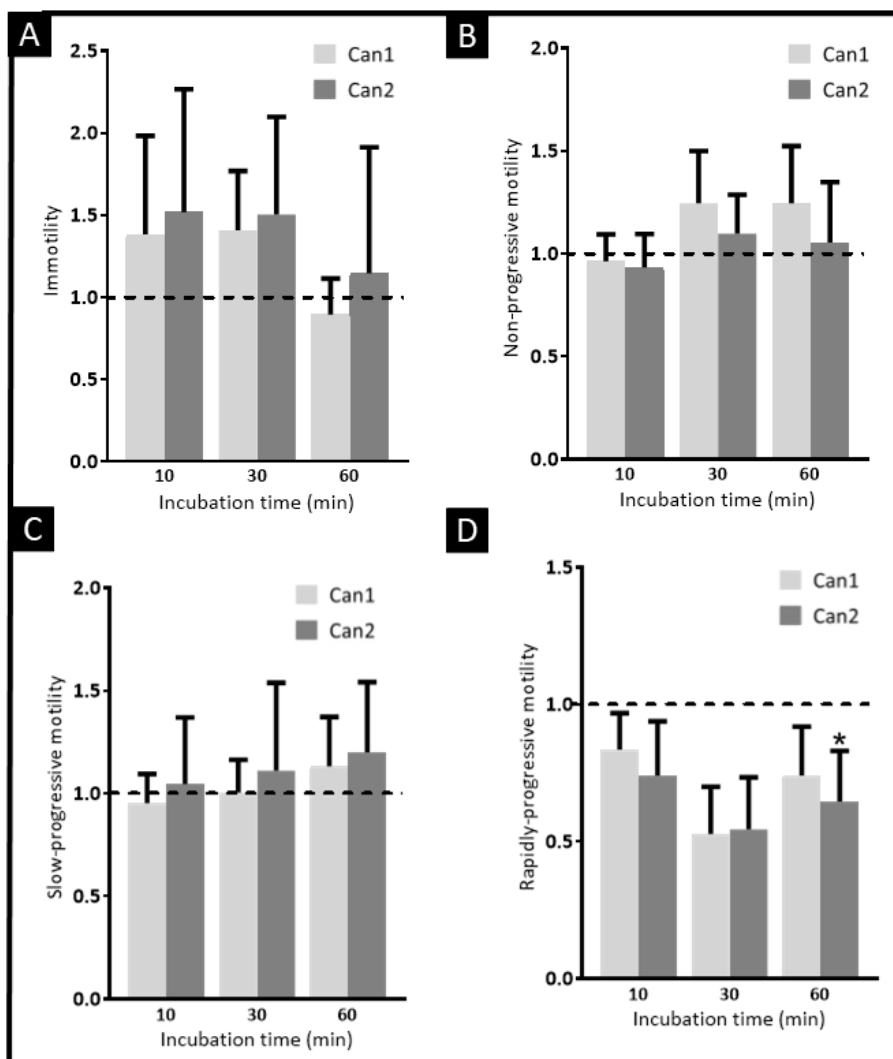 A
Can1
Can2
2.5
2.0
1.5
1.0
0.5
0.0
Immotility
10 30 60
Incubation time (min)
B
Can1
Can2
2.0
1.5
1.0
0.5
0.0
Non-progressive motility
10 30 60
Incubation time (min)
C
Can1
Can2
2.0
1.5
1.0
0.5
0.0
Slow-progressive motility
10 30 60
Incubation time (min)
D
Can1
Can2
1.5
1.0
0.5
0.0
Rapidly-progressive motility
*
10 30 60
Incubation time (min)